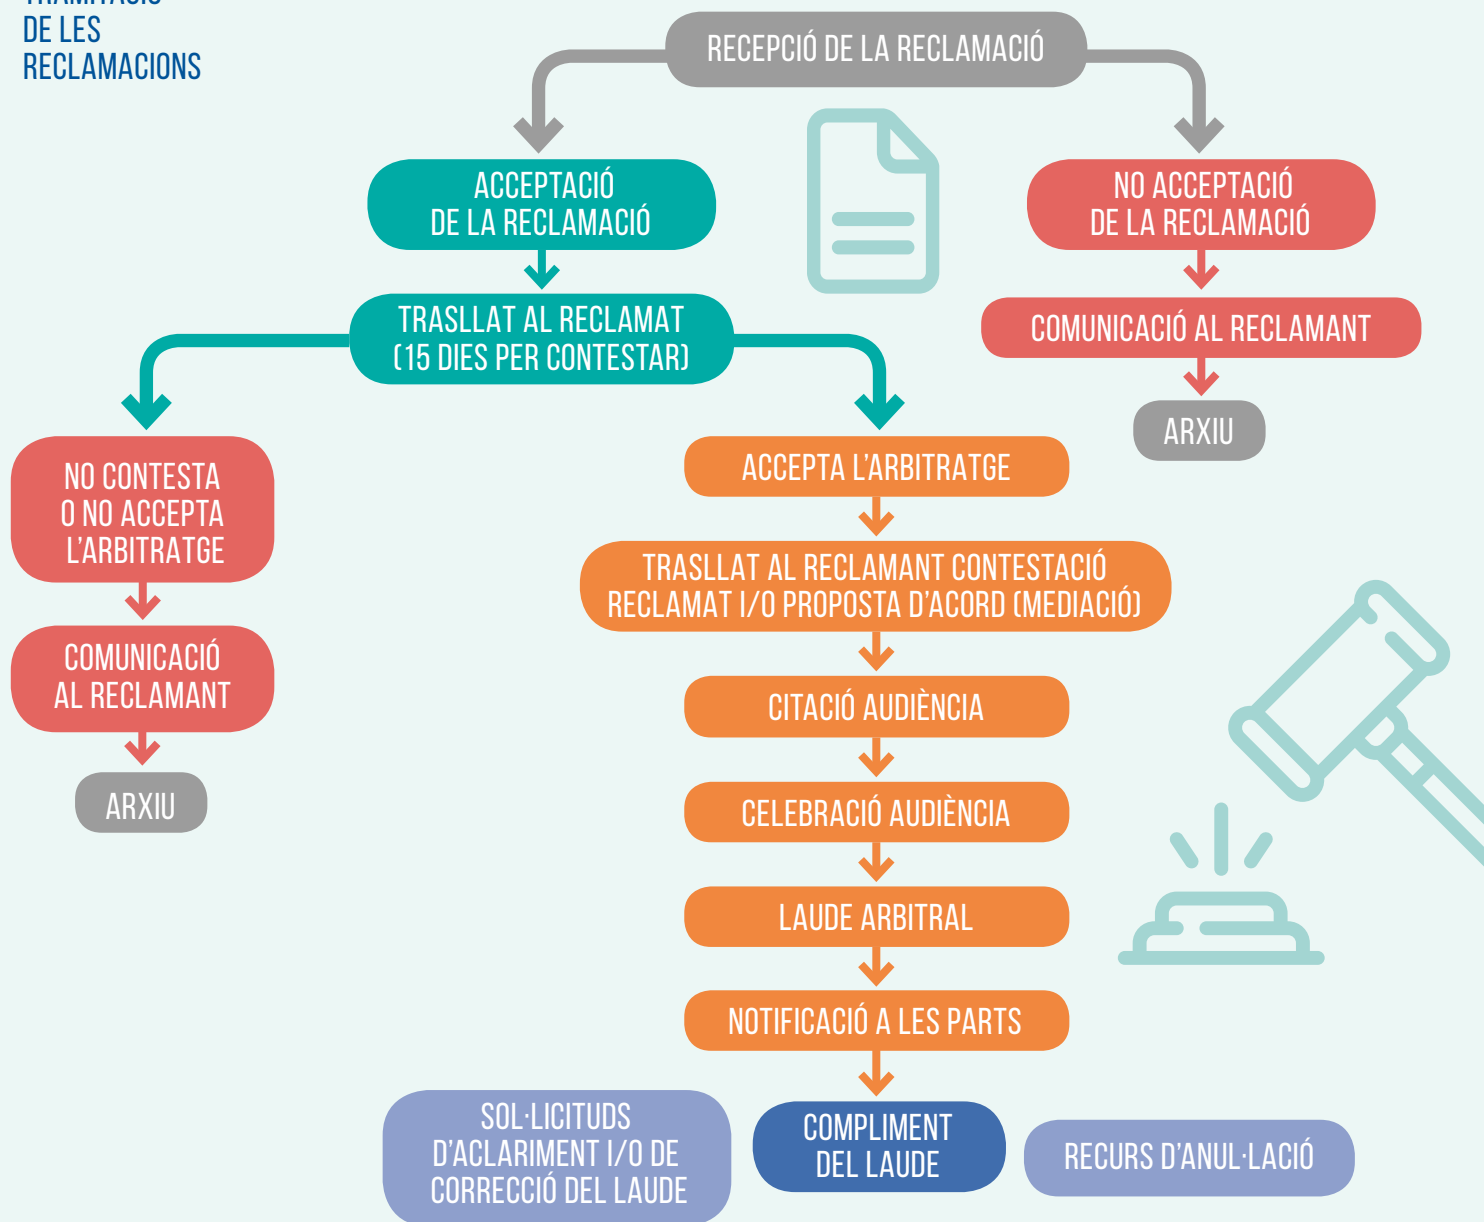 TRAMITACIÓ
DE LES
RECLAMACIONS
RECEPCIÓ DE LA RECLAMACIÓ
ACCEPTACIÓ
DE LA RECLAMACIÓ
NO ACCEPTACIÓ
DE LA RECLAMACIÓ
TRASLLAT AL RECLAMAT
(15 DIES PER CONTESTAR)
COMUNICACIÓ AL RECLAMANT
ARXIU
NO CONTESTA
O NO ACCEPTA
L'ARBITRATGE
COMUNICACIÓ
AL RECLAMANT
ARXIU
ACCEPTA L'ARBITRATGE
TRASLLAT AL RECLAMANT CONTESTACIÓ
RECLAMAT I/O PROPOSTA D'ACORD (MEDIACIÓ)
CITACIÓ AUDIÈNCIA
CELEBRACIÓ AUDIÈNCIA
LAUDE ARBITRAL
NOTIFICACIÓ A LES PARTS
SOL·LICITUDS
D'ACLARIMENT I/O DE
CORRECCIÓ DEL LAUDE
COMPLIMENT
DEL LAUDE
RECURS D'ANUL·LACIÓ